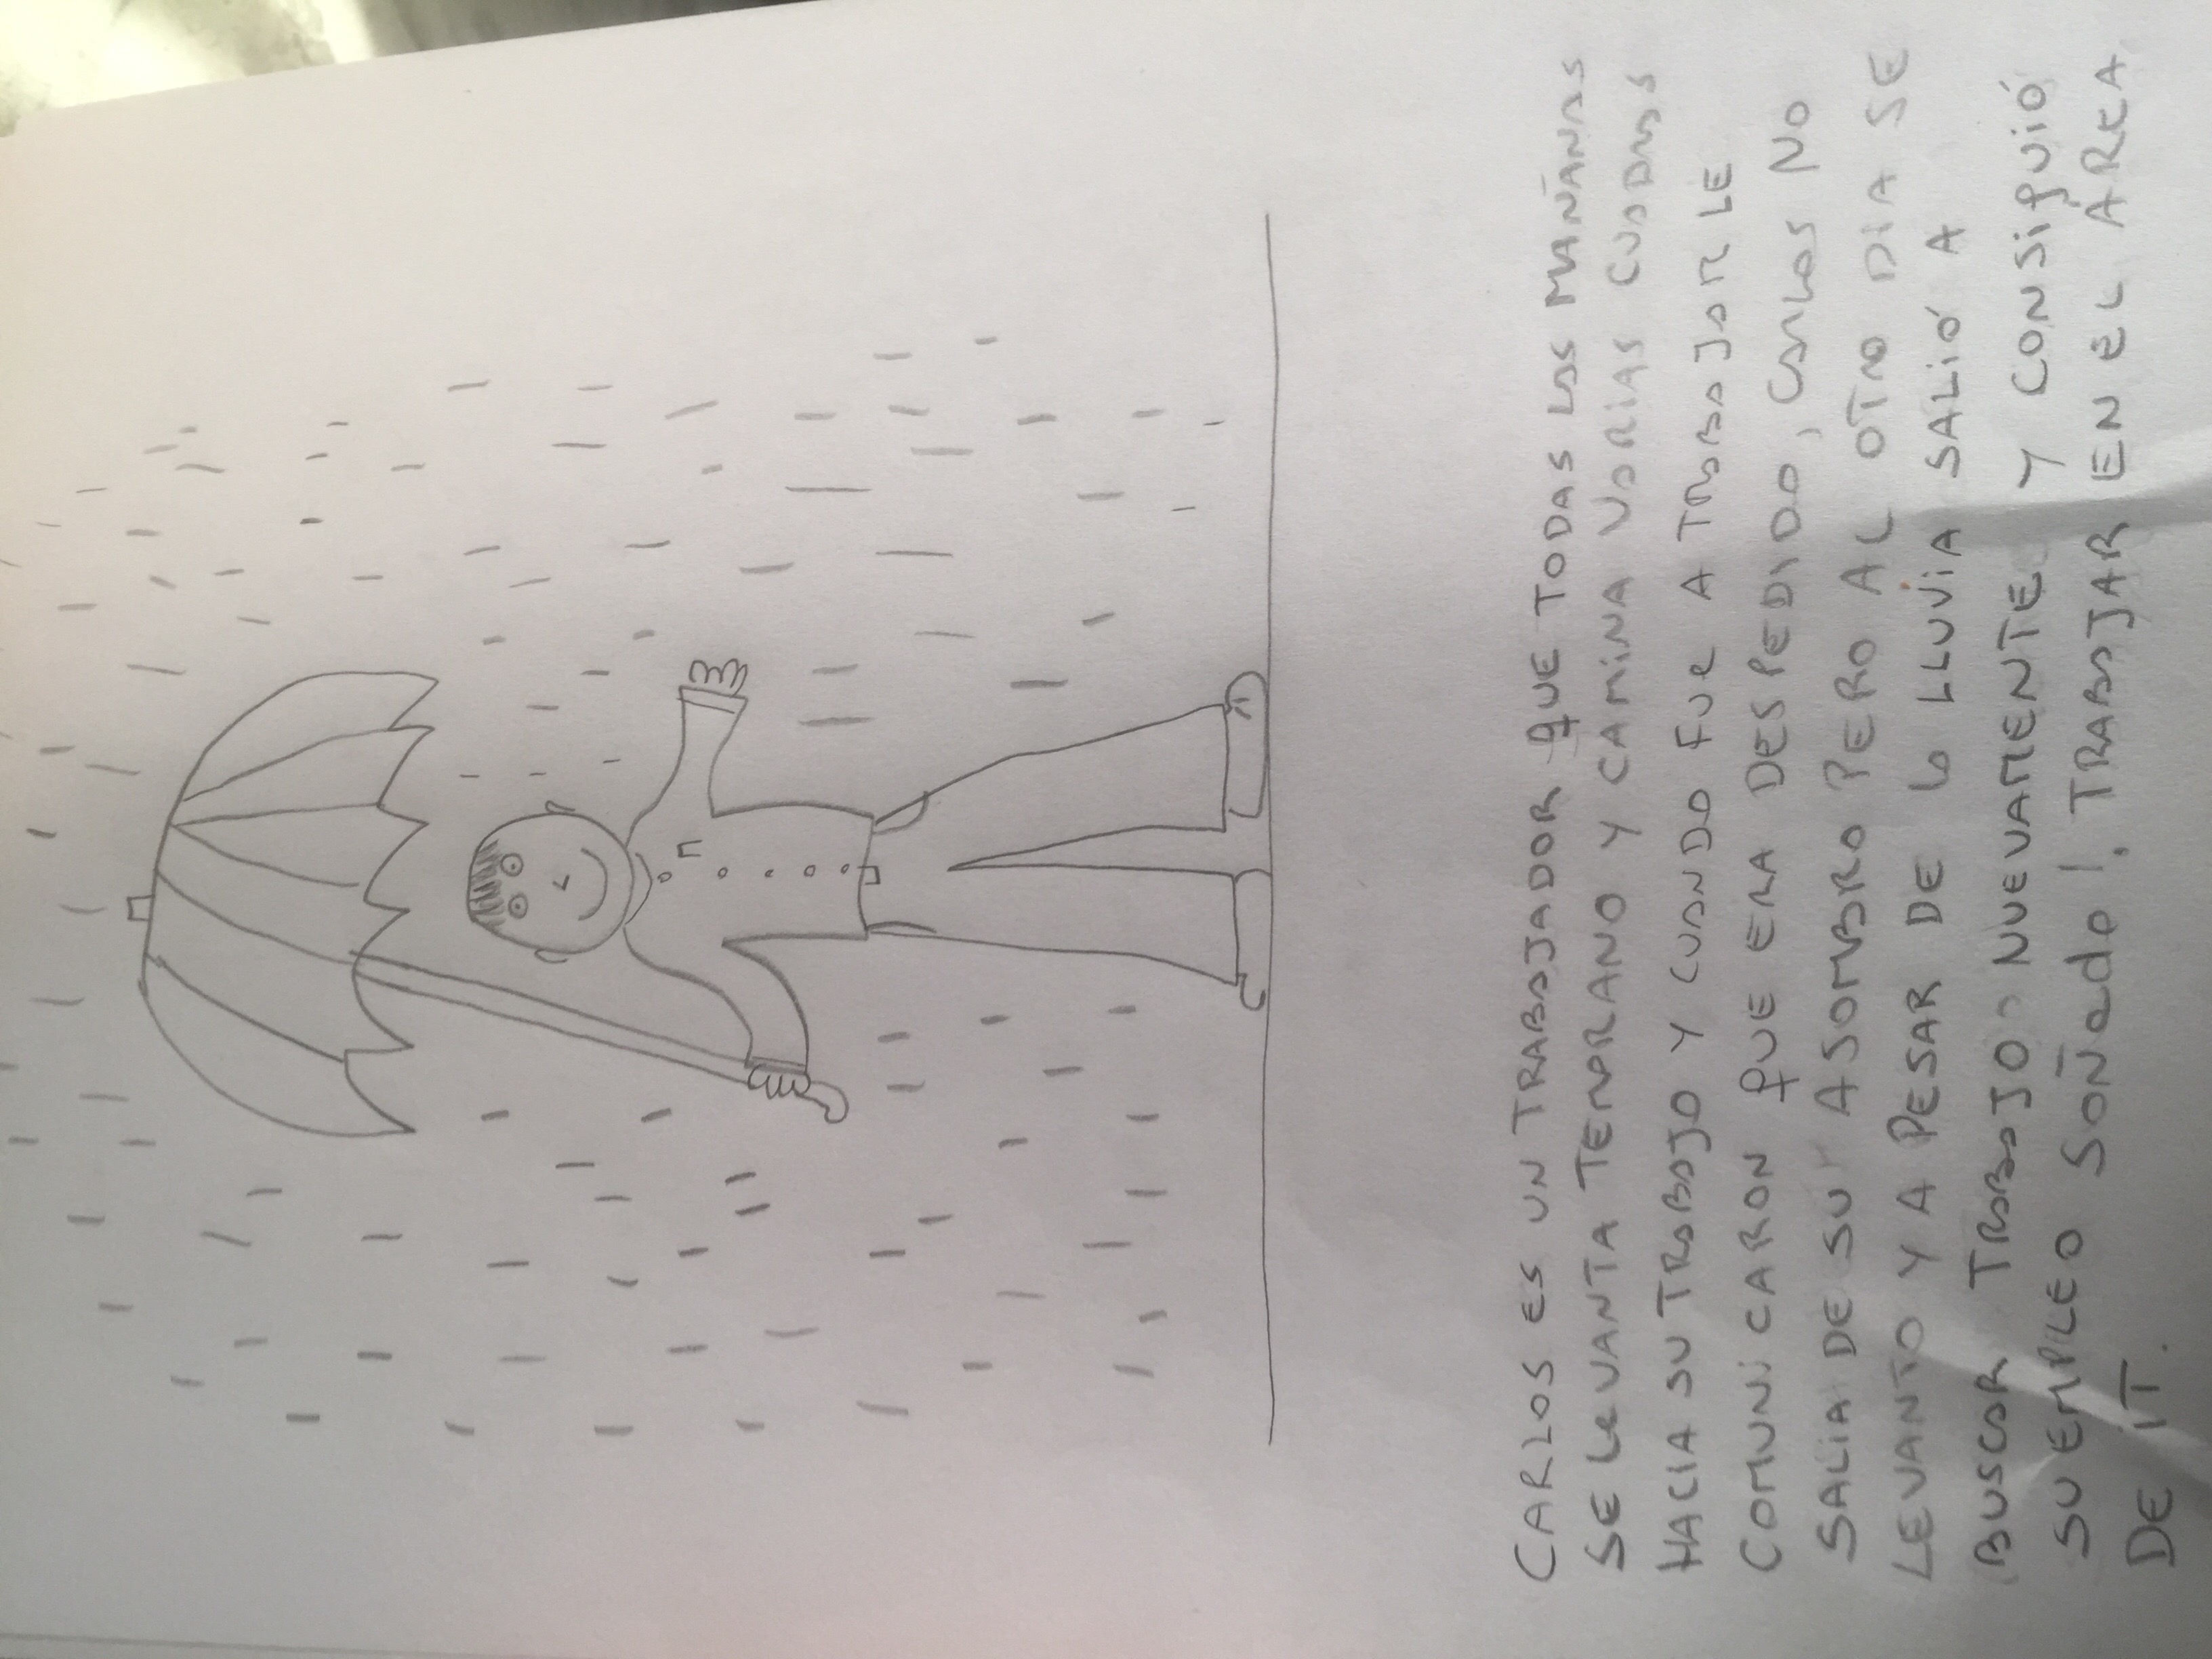 CARLOS ES UN TRABAJADOR QUE TODAS LAS MAÑANAS
SE LEVANTA TEMPRANO Y CAMINA VARIAS CUADRAS
HACIA SU TRABAJO Y CUANDO FUE A TRABAJAR LE
COMUNICARON QUE ERA DESPEDIDO, CARLOS NO
SALIA DE SU ASOMBRO PERO AL OTRO DIA SE
LEVANTO Y A PESAR DE la LLUVIA SALIÓ A
BUSCAR TRABAJO NUEVAMENTE Y CONSIGUIÓ
SU EMPLEO SOÑADO!, TRABAJAR EN EL ÁREA
DE IT.